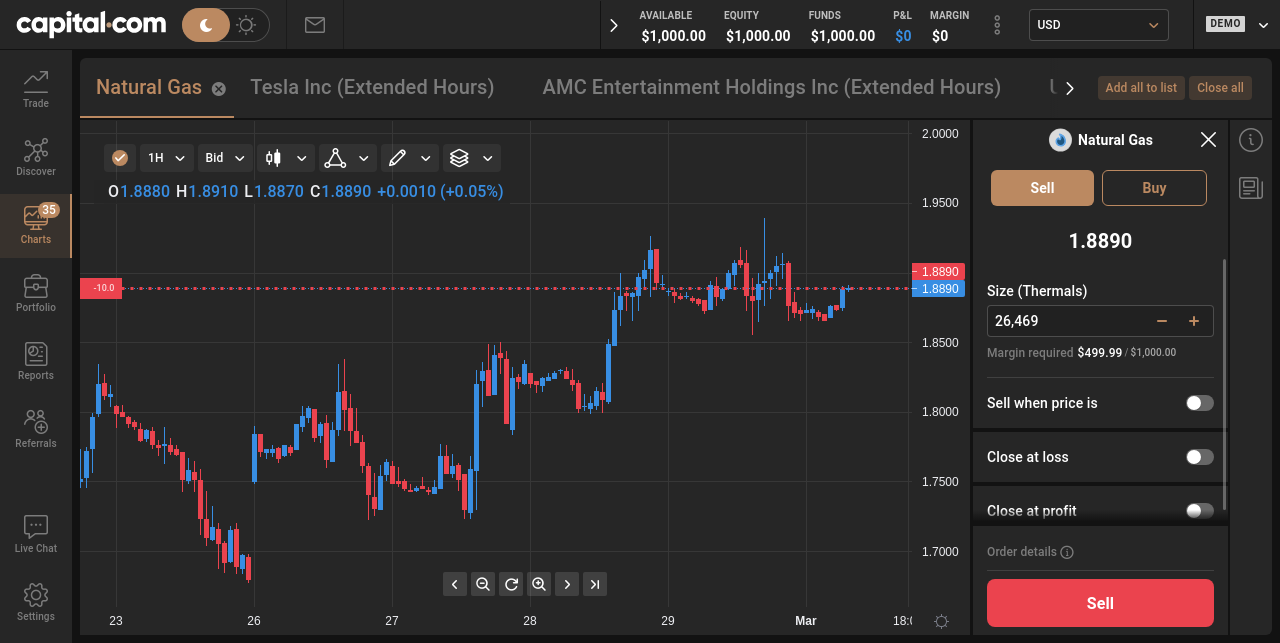 capital.com
AVAILABLE EQUITY FUNDS P&L MARGIN
$1,000.00 $1,000.00 $1,000.00 $0 $0
USD
DEMO
Natural Gas
Tesla Inc (Extended Hours)
AMC Entertainment Holdings Inc (Extended Hours)
Add all to list
Close all
Trade
Discover
35
Charts
Portfolio
Reports
Referrals
Live Chat
Settings
1H
Bid
O1.8880 H1.8910 L1.8870 C1.8890 +0.0010 (+0.05%)
-10.0
2.0000
1.9500
1.8890
1.8890
1.8500
1.8000
1.7500
1.7000
23 26 27 28 29 Mar 18:0
Natural Gas
Sell
Buy
1.8890
Size (Thermals)
26,469
Margin required $499.99 / $1,000.00
Sell when price is
Close at loss
Close at profit
Order details
Sell